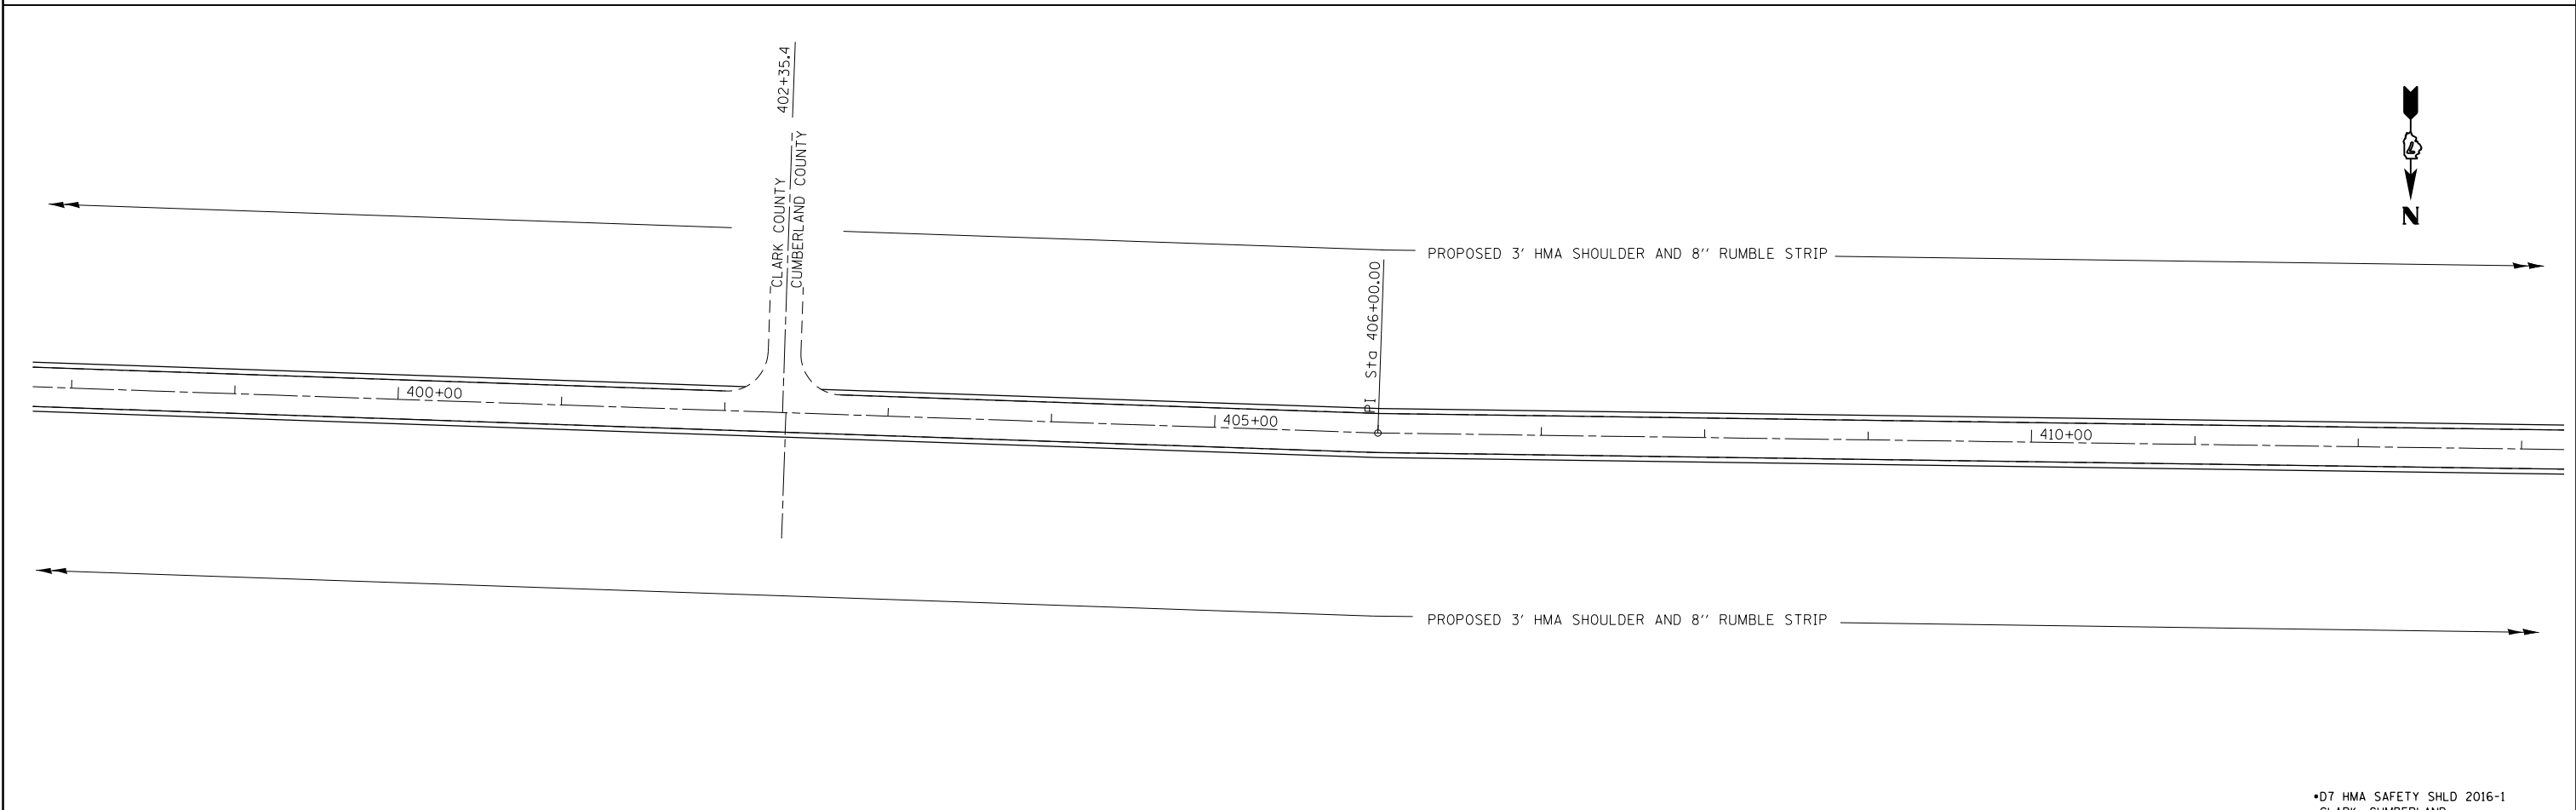 402+35.4
CLARK COUNTY
CUMBERLAND COUNTY
N
PROPOSED 3' HMA SHOULDER AND 8'' RUMBLE STRIP
PI Sta 406+00.00
400+00
405+00
410+00
PROPOSED 3' HMA SHOULDER AND 8'' RUMBLE STRIP
•D7 HMA SAFETY SHLD 2016-1
CLARK, CUMBERLAND